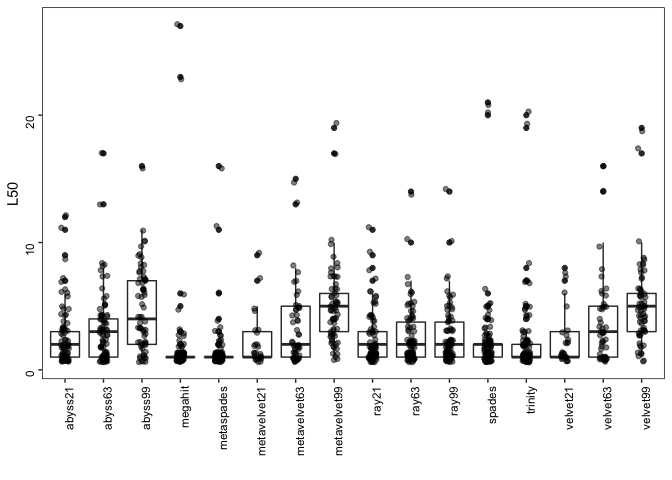 L50
20
10
0
abyss21
abyss63
abyss99
megahit
metaspades
metavelvet21
metavelvet63
metavelvet99
ray21
ray63
ray99
spades
trinity
velvet21
velvet63
velvet99